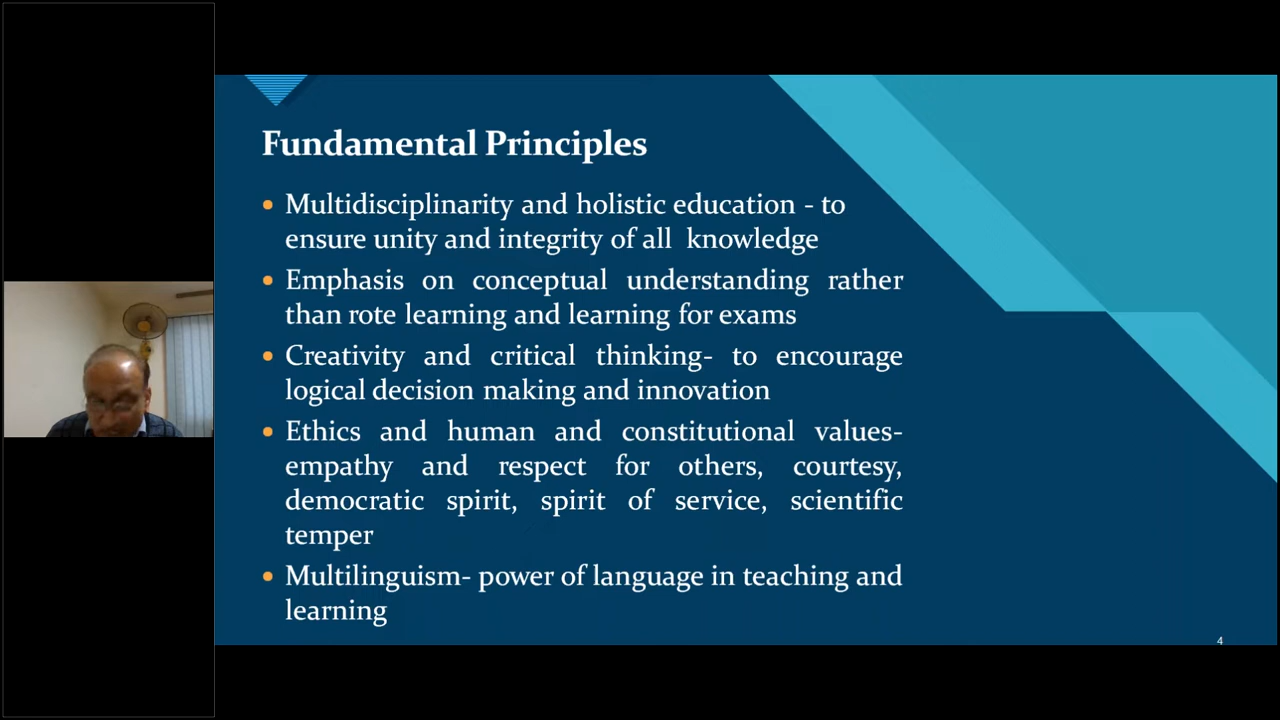 Fundamental Principles
• Multidisciplinarity and holistic education - to
ensure unity and integrity of all knowledge
• Emphasis on conceptual understanding rather
than rote learning and learning for exams
• Creativity and critical thinking- to encourage
logical decision making and innovation
• Ethics and human and constitutional values-
empathy and respect for others, courtesy,
democratic spirit, spirit of service, scientific
temper
• Multilinguism- power of language in teaching and
learning
4